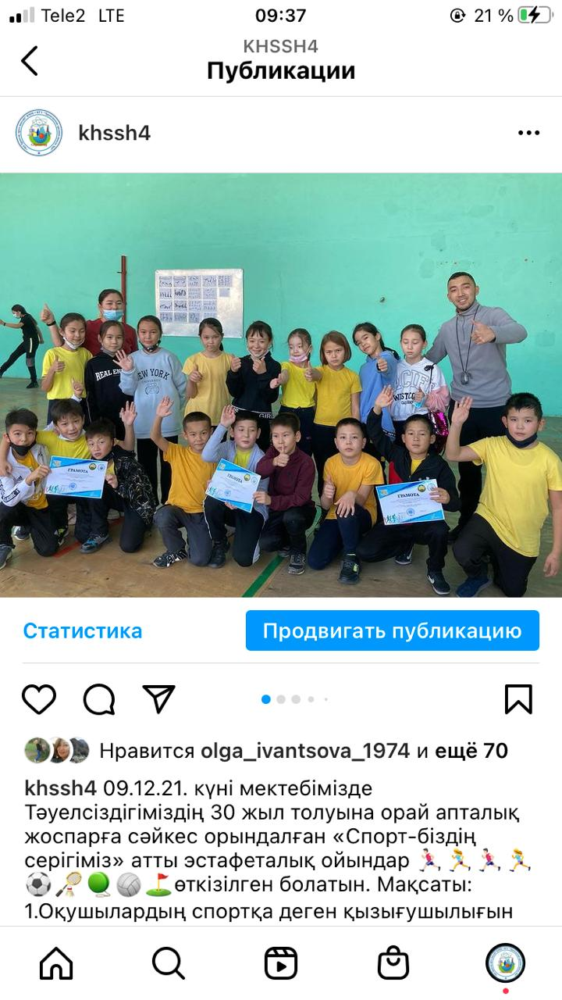 Tele2 LTE 09:37 21 %
KHSSH4
Публикации
khssh4
REAL EN
NEW YORK
ГРАМОТА
ГРАМОТА
ГРАМОТА
Статистика
Продвигать публикацию
Нравится olga_ivantsova_1974 и ещё 70
khssh4 09.12.21. күні мектебімізде
Тәуелсіздігіміздің 30 жыл толуына орай апталық
жоспарға сәйкес орындалған «Спорт-біздің
серігіміз» атты эстафеталық ойындар 🏃🏻‍♂️🏃‍♀️🏃🏻‍♂️🏃‍♀️
⚽🏸🎾🏐⛳өткізілген болатын. Мақсаты:
1.Оқушылардың спортқа деген қызығушылығын